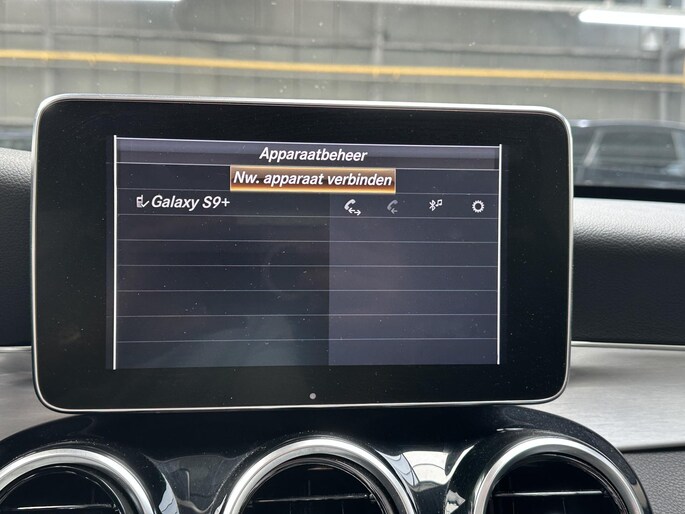 Apparaatbeheer
Nw. apparaat verbinden
Galaxy S9+